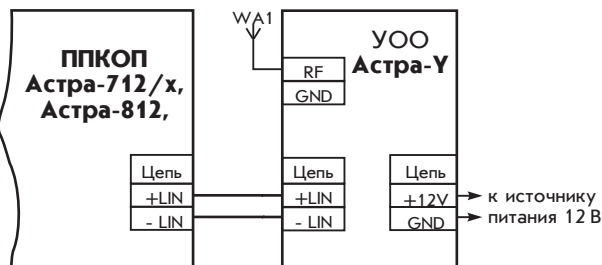 WA1
ППКОП
Астра-712/х,
Астра-812,
УОО
Астра-Y
RF
GND
Цепь
+LIN
- LIN
Цепь
+LIN
- LIN
Цепь
+12V
GND
к источнику
питания 12 В